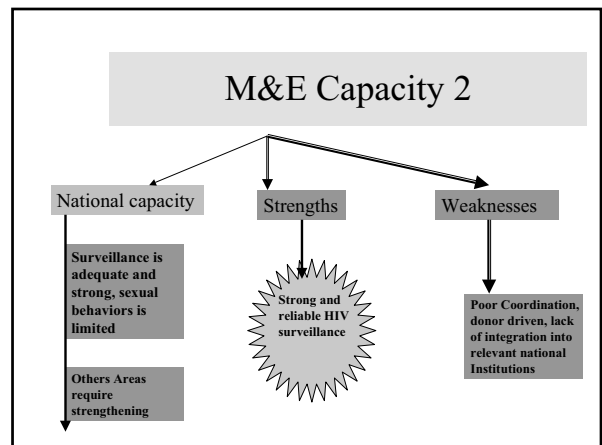 M&E Capacity 2
National capacity
Strengths
Weaknesses
Surveillance is
adequate and
strong, sexual
behaviors is
limited
Others Areas
require
strengthening
Strong and
reliable HIV
surveillance
Poor Coordination,
donor driven, lack
of integration into
relevant national
Institutions